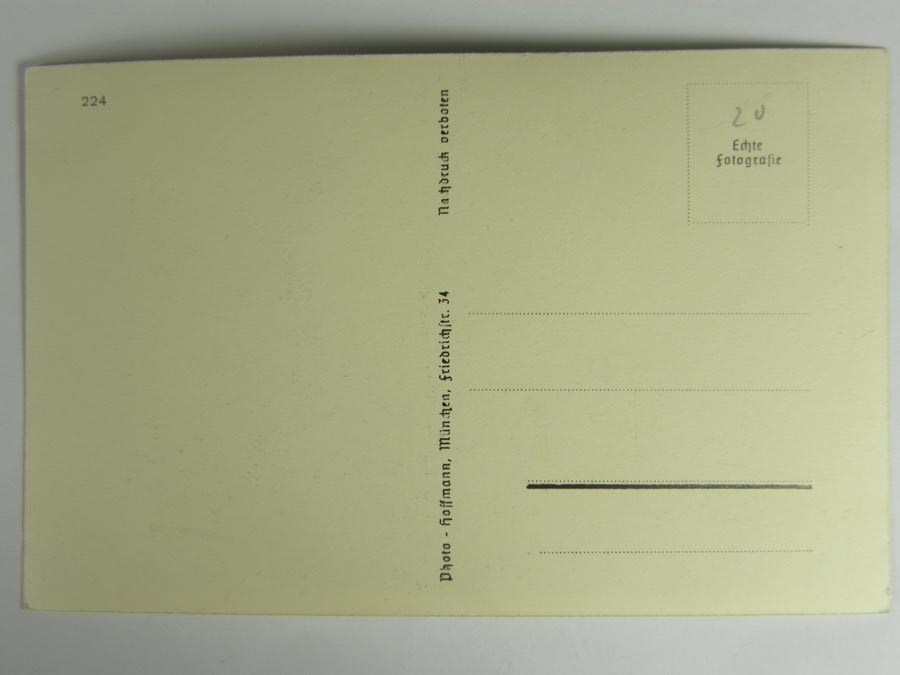 224
Nachdruck verboten
20
Echte
Fotografie
Photo - Hoffmann, München, Friedrichstr. 34